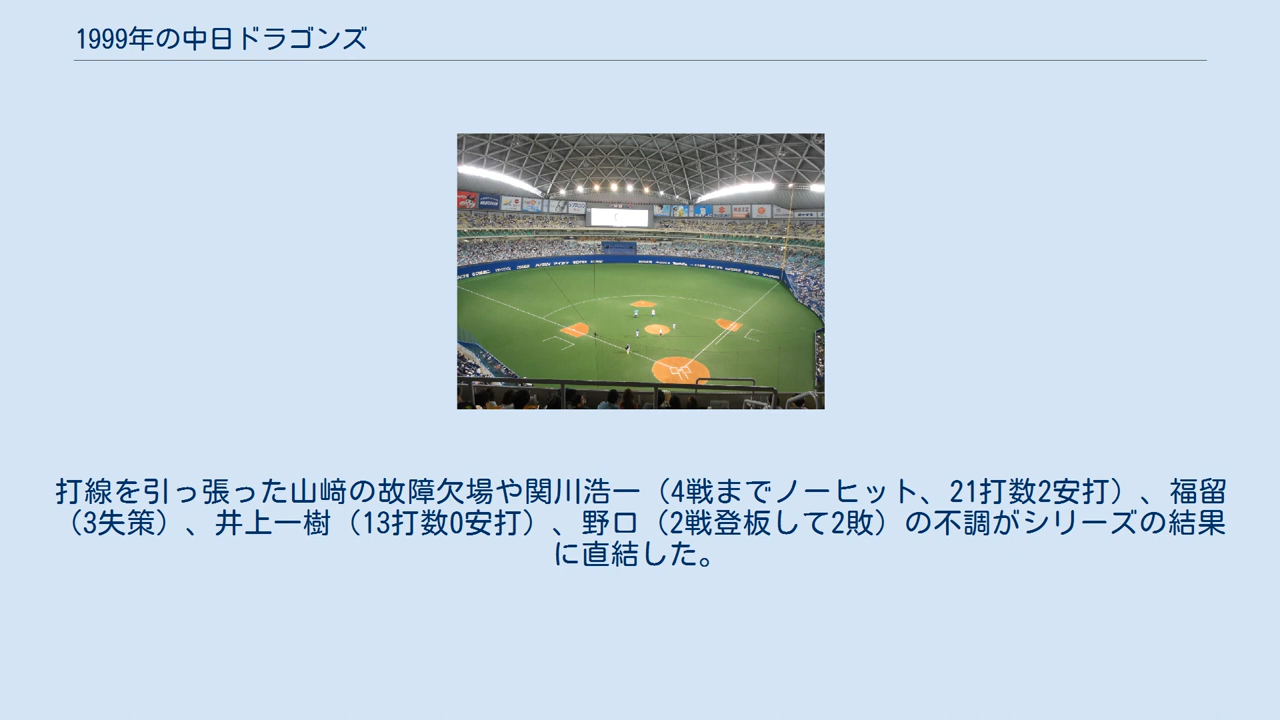 1999年の中日ドラゴンズ
打線を引っ張った山﨑の故障欠場や関川浩一（4戦までノーヒット、21打数2安打）、福留
（3失策）、井上一樹（13打数0安打）、野口（2戦登板して2敗）の不調がシリーズの結果
に直結した。